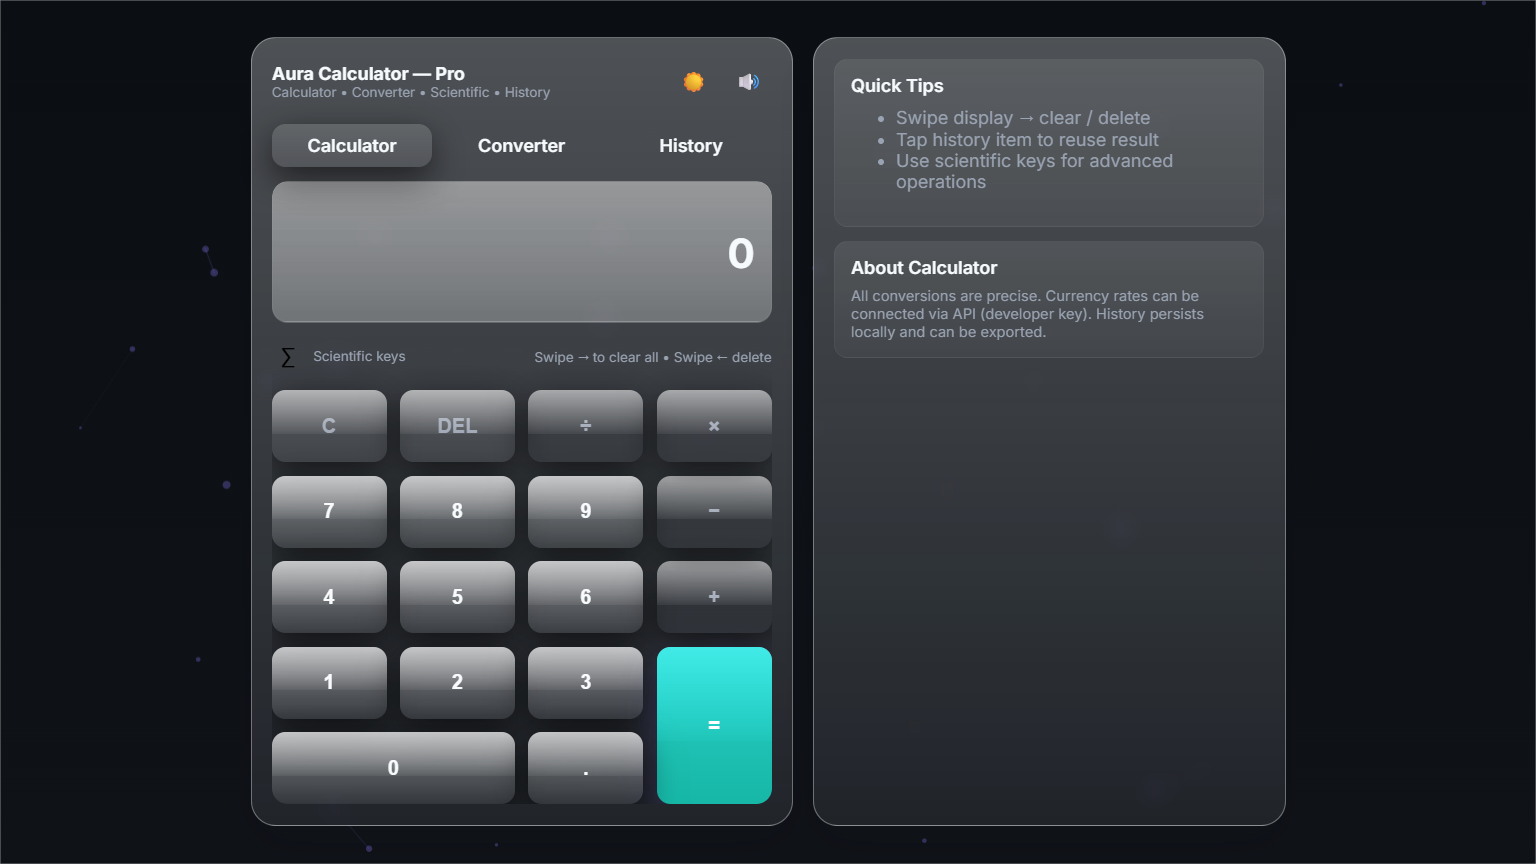 Aura Calculator — Pro
Calculator • Converter • Scientific • History
Calculator
Converter
History
0
∑
Scientific keys
Swipe → to clear all • Swipe ← delete
C
DEL
÷
×
7
8
9
−
4
5
6
+
1
2
3
=
0
.
Quick Tips
• Swipe display → clear / delete
• Tap history item to reuse result
• Use scientific keys for advanced
operations
About Calculator
All conversions are precise. Currency rates can be
connected via API (developer key). History persists
locally and can be exported.